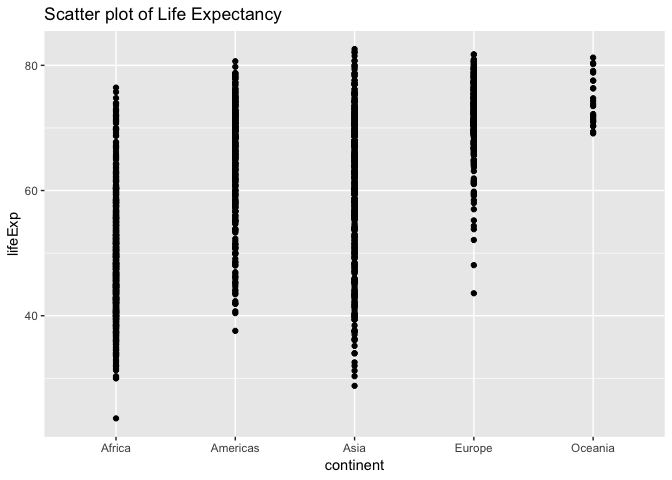 Scatter plot of Life Expectancy
80
60
40
lifeExp
Africa Americas Asia Europe Oceania
continent